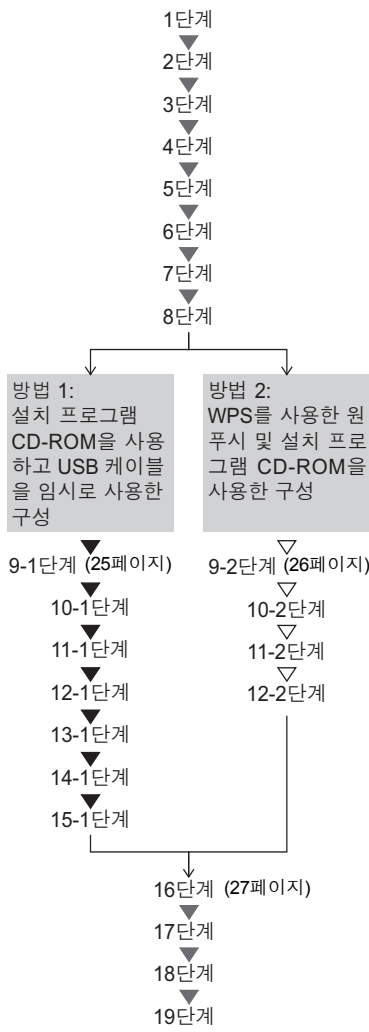 1단계
2단계
3단계
4단계
5단계
6단계
7단계
8단계
방법 1:
설치 프로그램
CD-ROM을 사용
하고 USB 케이블
을 임시로 사용한
구성
방법 2:
WPS를 사용한 원
푸시 및 설치 프로
그램 CD-ROM을
사용한 구성
9-1단계 (25페이지)
10-1단계
11-1단계
12-1단계
13-1단계
14-1단계
15-1단계
9-2단계 (26페이지)
10-2단계
11-2단계
12-2단계
16단계 (27페이지)
17단계
18단계
19단계